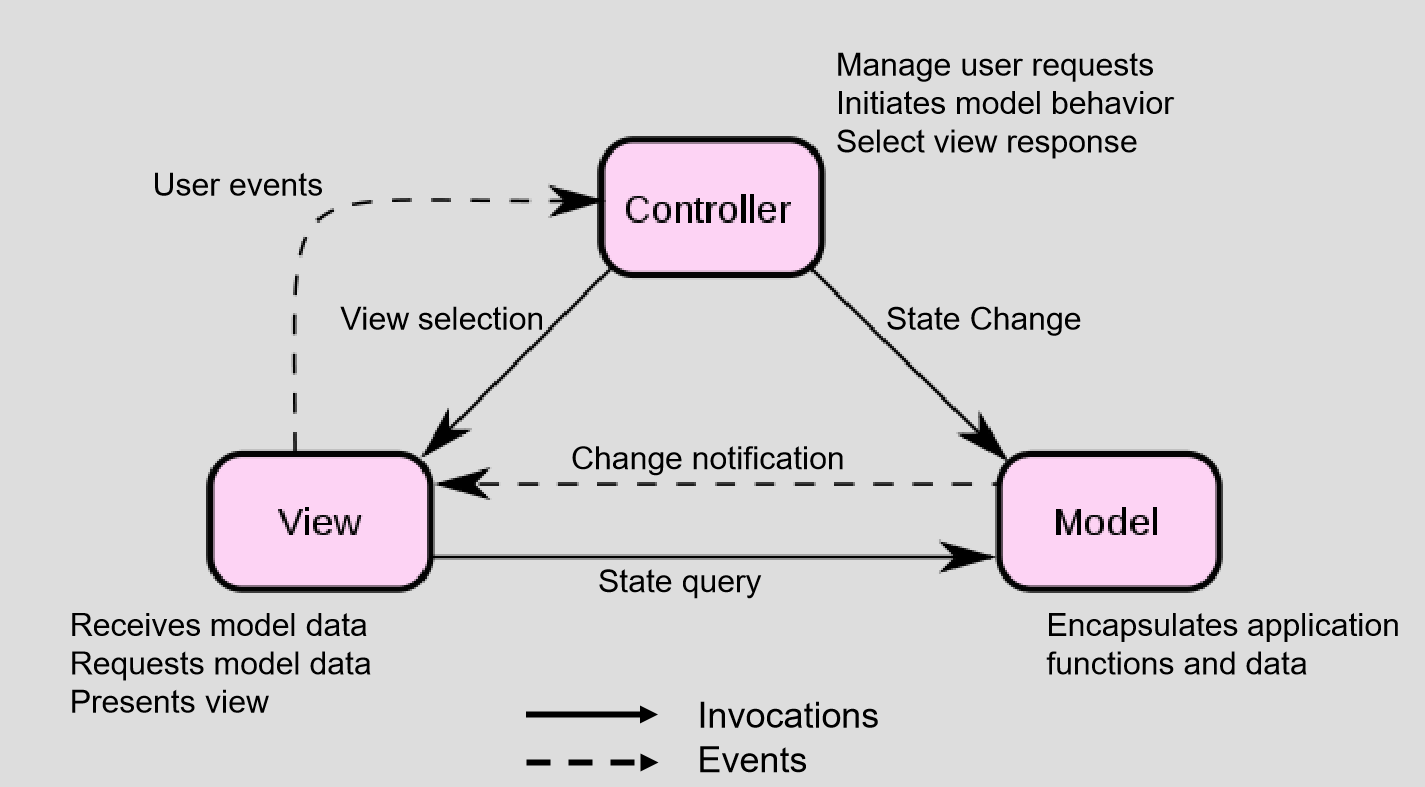 Manage user requests
Initiates model behavior
Select view response
User events
Controller
View selection
State Change
Change notification
View
Model
State query
Receives model data
Requests model data
Presents view
Encapsulates application
functions and data
Invocations
Events